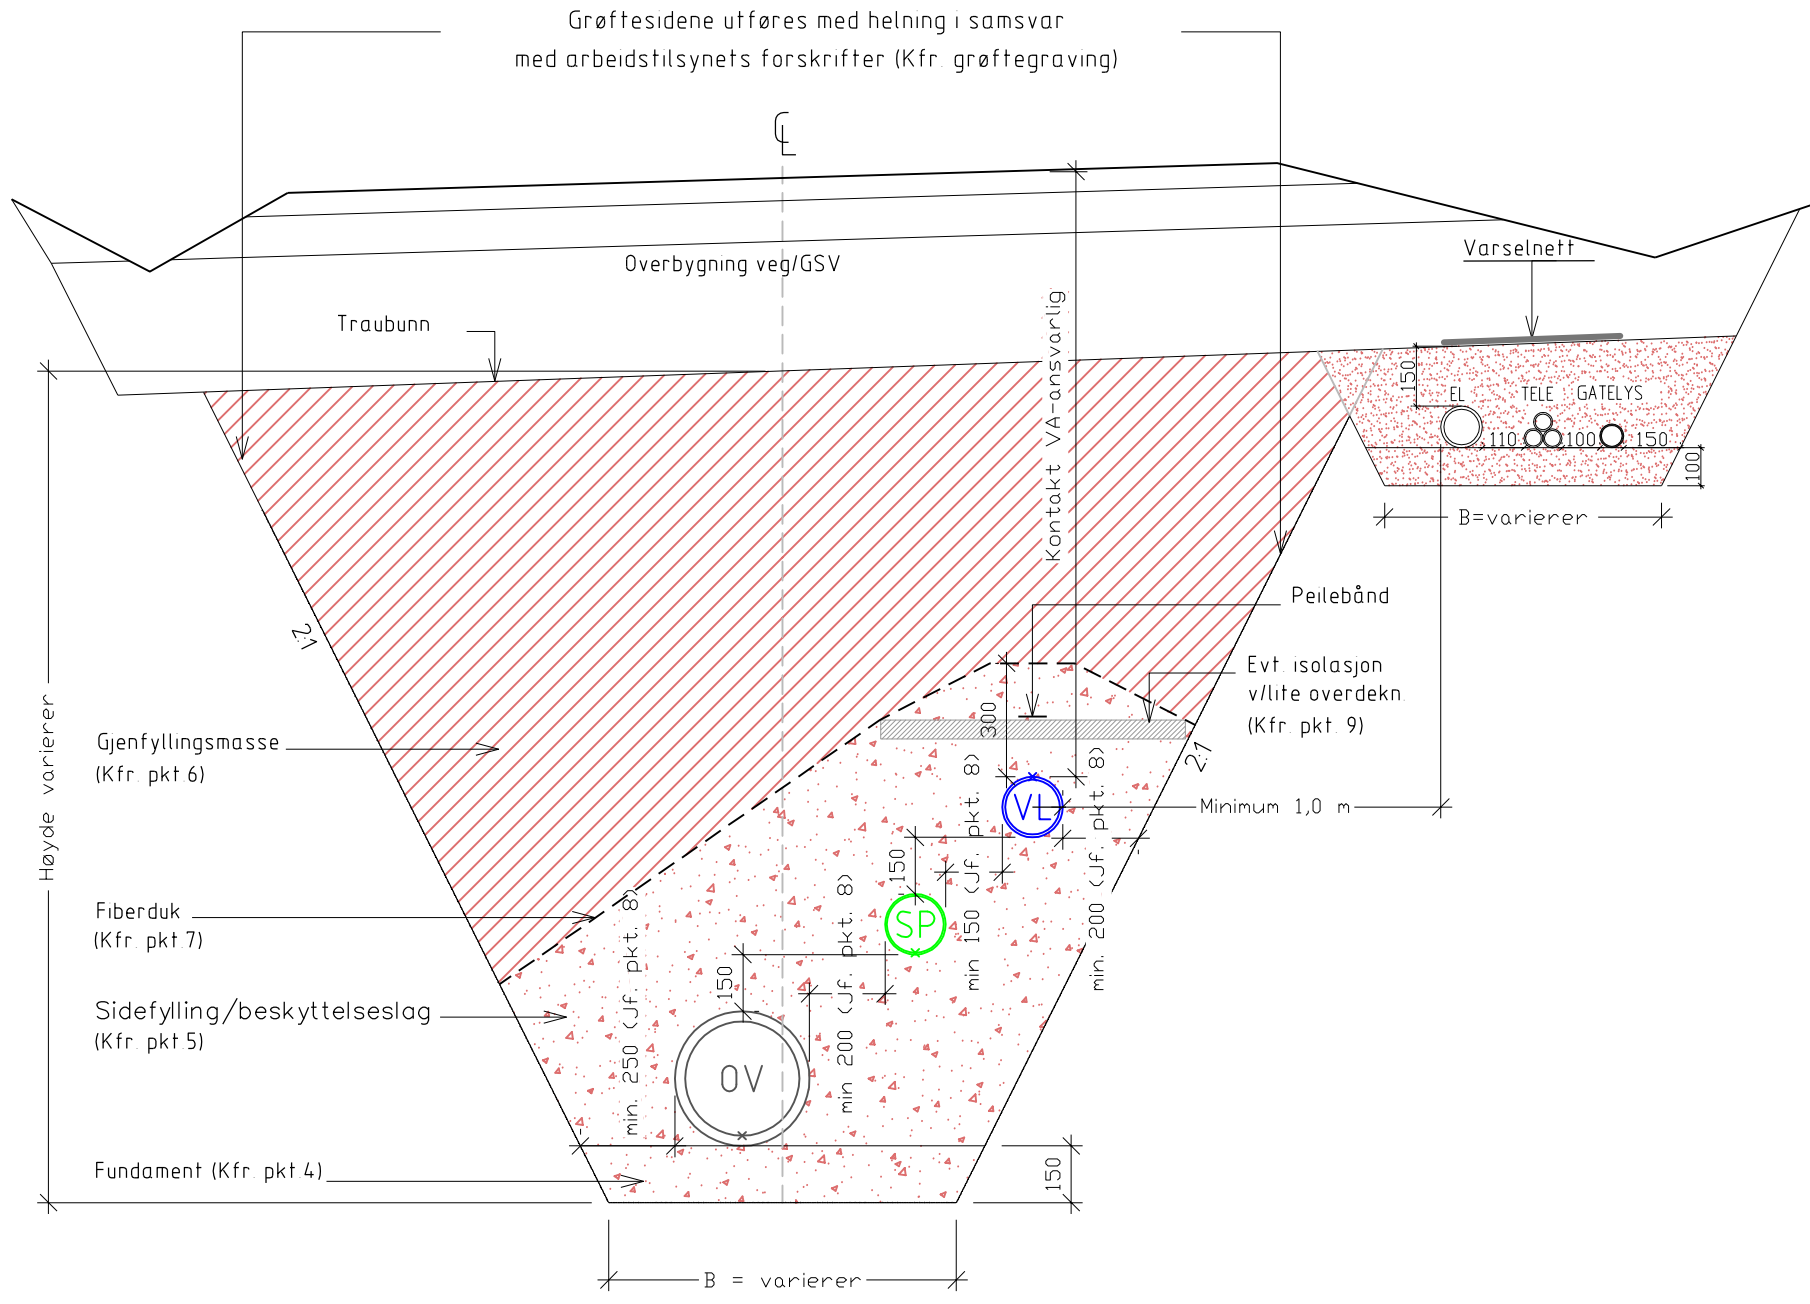 Grøftesidene utføres med helning i samsvar
med arbeidstilsynets forskrifter (Kfr. grøftegraving)
CL
Overbygning veg/GSV
Varselnett
Traubunn
Kontakt VA-ansvarlig
150
EL
TELE
GATELYS
110
100
150
100
B=varierer
2:1
Peilebånd
Evt. isolasjon
v/lite overdekn.
(Kfr. pkt. 9)
Høyde varierer
Gjenfyllingsmasse
(Kfr. pkt.6)
300
2:1
VL
Minimum 1,0 m
min 150 (Jf. pkt. 8)
min. 200 (Jf. pkt. 8)
150
SP
Fiberduk
(Kfr. pkt.7)
min. 250 (Jf. pkt. 8)
min 200 (Jf. pkt. 8)
150
Sidefylling/beskyttelseslag
(Kfr. pkt.5)
OV
Fundament (Kfr. pkt.4)
150
B = varierer